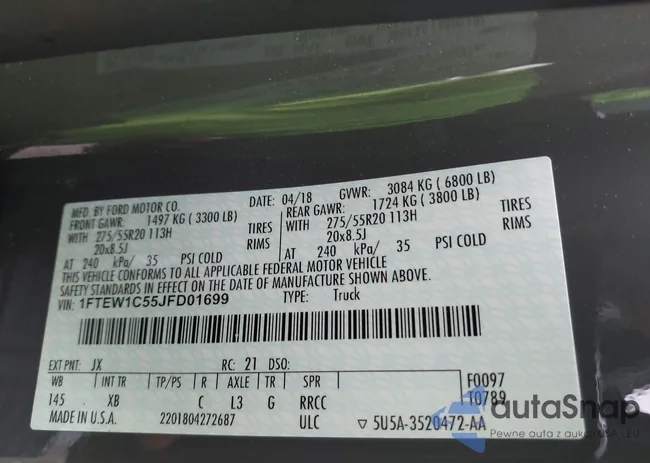 MFD. BY FORD MOTOR CO. DATE: 04/18 GVWR: 3084 KG ( 6800 LB)
FRONT GAWR: 1497 KG ( 3300 LB) REAR GAWR: 1724 KG ( 3800 LB)
WITH 275/55R20 113H TIRES WITH 275/55R20 113H TIRES
20x8.5J RIMS 20x8.5J RIMS
AT 240 kPa/ 35 PSI COLD AT 240 kPa/ 35 PSI COLD
THIS VEHICLE CONFORMS TO ALL APPLICABLE FEDERAL MOTOR VEHICLE
SAFETY STANDARDS IN EFFECT ON THE DATE OF MANUFACTURE SHOWN ABOVE.
VIN: 1FTEW1C55JFD01699 TYPE: Truck
EXT PNT: JX RC: 21 DSO: F0097
WB INT TR TP/PS R AXLE TR SPR 10789
145 XB C L3 G RRCC
MADE IN U.S.A. 2201804272687 ULC ▽ 5U5A-3520472-AA
autaSnap
Pewne auta z aukcji USA i EU